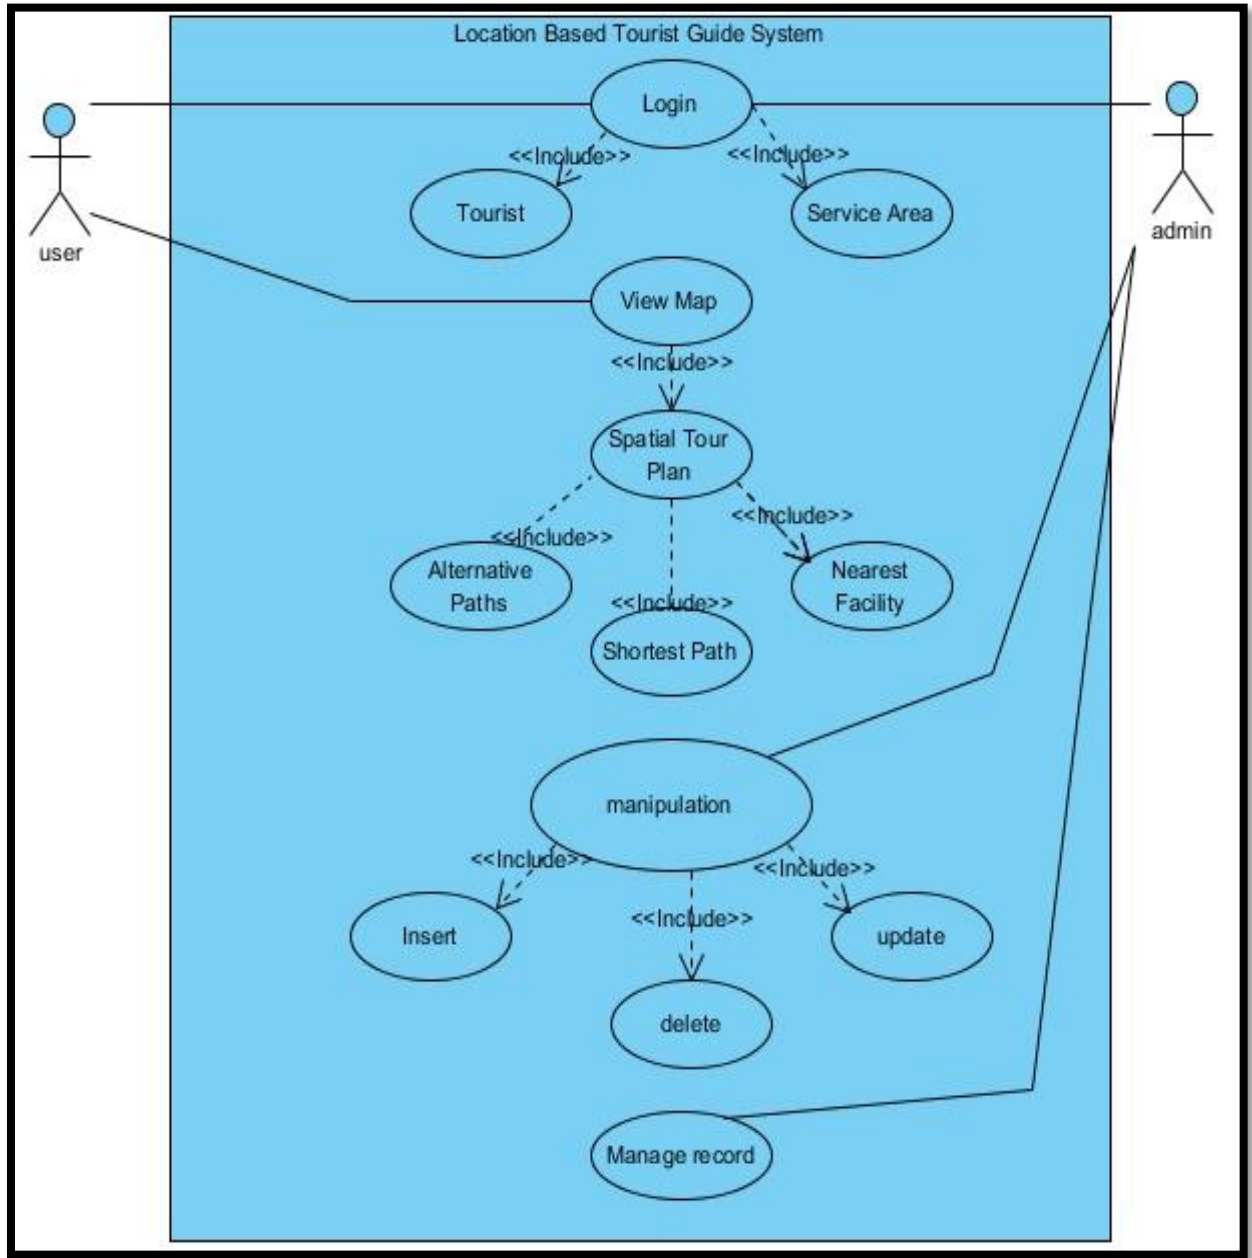 Location Based Tourist Guide System
Login
<<Include>>
<<Include>>
Tourist
Service Area
user
admin
View Map
<<Include>>
Spatial Tour
Plan
<<Include>>
<<Include>>
Alternative
Paths
Nearest
Facility
<<Include>>
Shortest Path
manipulation
<<Include>>
<<Include>>
Insert
<<Include>>
update
delete
Manage record